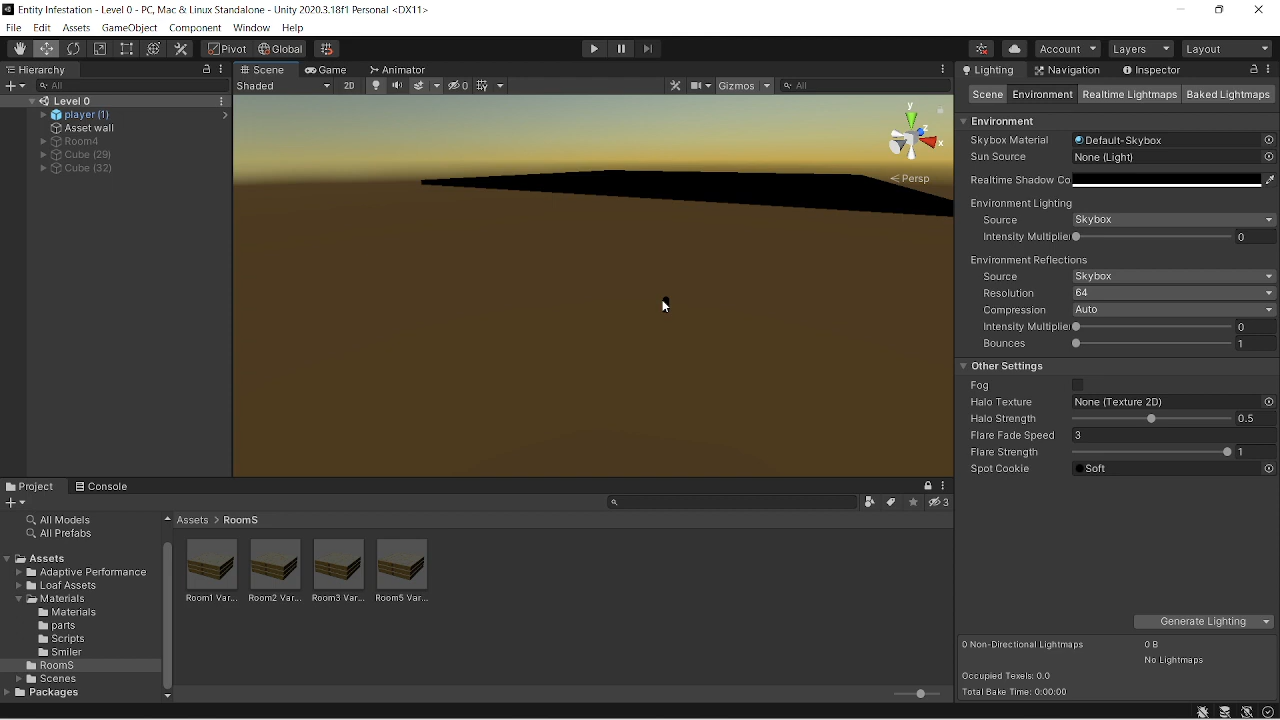 Entity Infestation - Level 0 - PC, Mac & Linux Standalone - Unity 2020.3.18f1 Personal <DX11>
File Edit Assets GameObject Component Window Help
Pivot Global Account Layers Layout
Hierarchy
All
Level 0
player (1)
Asset wall
Room4
Cube (29)
Cube (32)
Scene Game Animator
Shaded 2D 0 Gizmos All
y
z
x
Persp
Lighting Navigation Inspector
Scene Environment Realtime Lightmaps Baked Lightmaps
Environment
Skybox Material Default-Skybox
Sun Source None (Light)
Realtime Shadow Co
Environment Lighting
Source Skybox
Intensity Multiplier 0
Environment Reflections
Source Skybox
Resolution 64
Compression Auto
Intensity Multiplier 0
Bounces 1
Other Settings
Fog
Halo Texture None (Texture 2D)
Halo Strength 0.5
Flare Fade Speed 3
Flare Strength 1
Spot Cookie Soft
Generate Lighting
0 Non-Directional Lightmaps 0 B
No Lightmaps
Occupied Texels: 0.0
Total Bake Time: 0:00:00
Project Console
3
All Models
All Prefabs
Assets
Adaptive Performance
Loaf Assets
Materials
Materials
parts
Scripts
Smiler
RoomS
Scenes
Packages
Assets > RoomS
Room1 Var... Room2 Var... Room3 Var... Room5 Var...